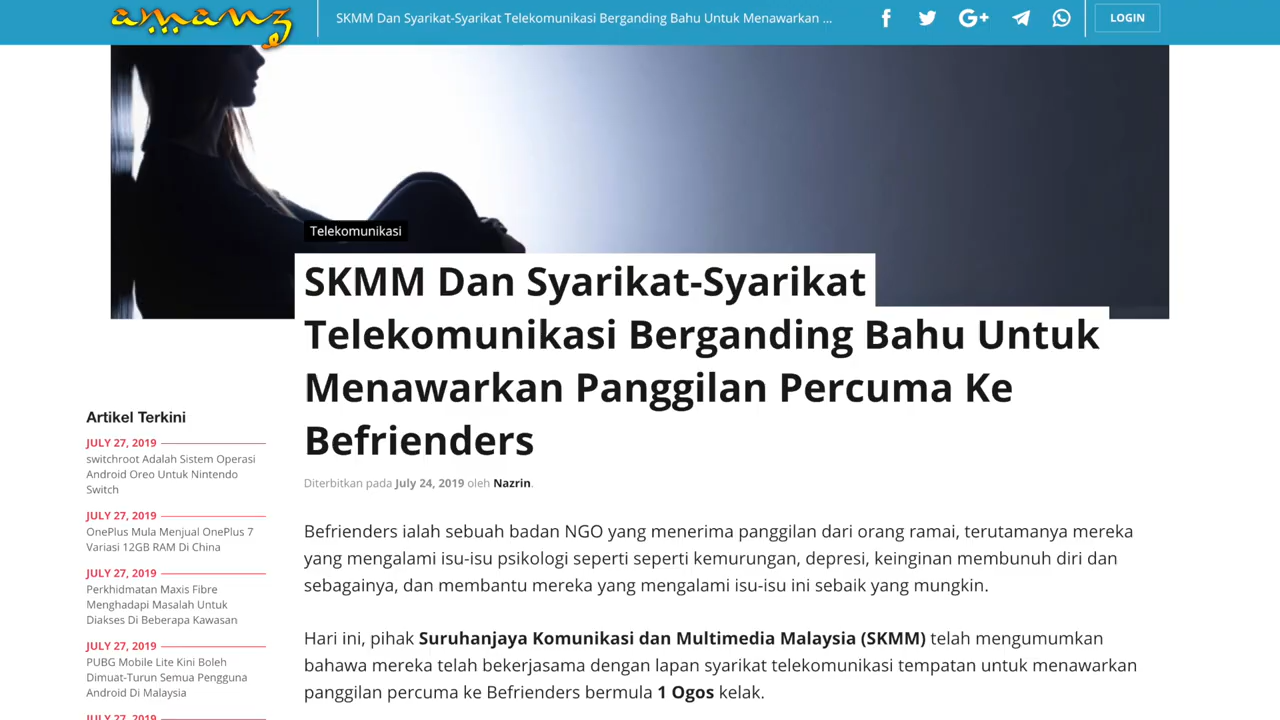 amanz
SKMM Dan Syarikat-Syarikat Telekomunikasi Berganding Bahu Untuk Menawarkan ...
LOGIN
Telekomunikasi
SKMM Dan Syarikat-Syarikat
Telekomunikasi Berganding Bahu Untuk
Menawarkan Panggilan Percuma Ke
Befrienders
Diterbitkan pada July 24, 2019 oleh Nazrin.
Befrienders ialah sebuah badan NGO yang menerima panggilan dari orang ramai, terutamanya mereka
yang mengalami isu-isu psikologi seperti seperti kemurungan, depresi, keinginan membunuh diri dan
sebagainya, dan membantu mereka yang mengalami isu-isu ini sebaik yang mungkin.
Hari ini, pihak Suruhanjaya Komunikasi dan Multimedia Malaysia (SKMM) telah mengumumkan
bahawa mereka telah bekerjasama dengan lapan syarikat telekomunikasi tempatan untuk menawarkan
panggilan percuma ke Befrienders bermula 1 Ogos kelak.
Artikel Terkini
JULY 27, 2019
switchroot Adalah Sistem Operasi
Android Oreo Untuk Nintendo
Switch
JULY 27, 2019
OnePlus Mula Menjual OnePlus 7
Variasi 12GB RAM Di China
JULY 27, 2019
Perkhidmatan Maxis Fibre
Menghadapi Masalah Untuk
Diakses Di Beberapa Kawasan
JULY 27, 2019
PUBG Mobile Lite Kini Boleh
Dimuat-Turun Semua Pengguna
Android Di Malaysia
JULY 27, 2019